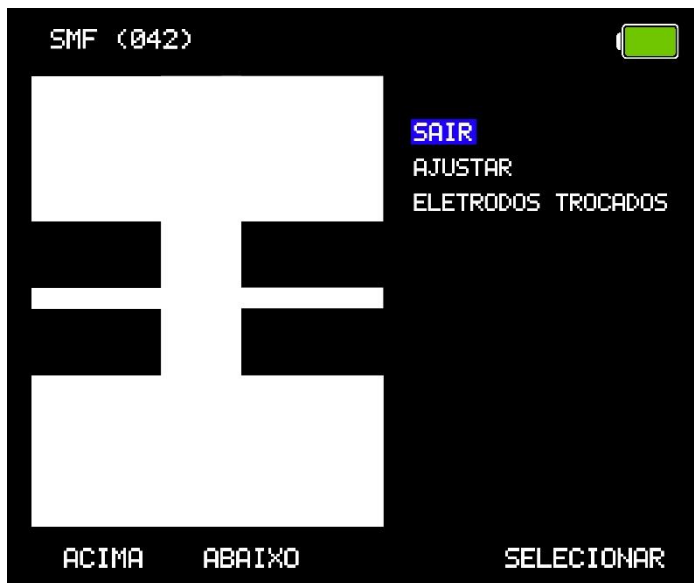 SMF (042)
SAIR
AJUSTAR
ELETRODOS TROCADOS
ACIMA ABAIXO SELECIONAR